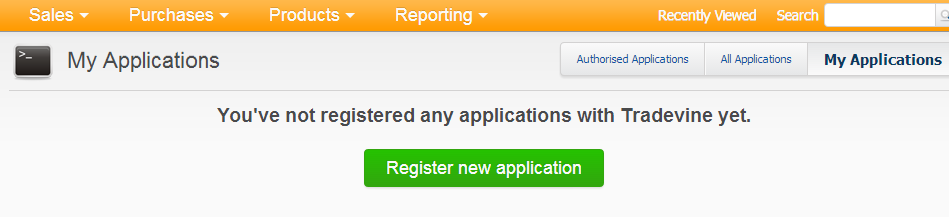 Sales Purchases Products Reporting Recently Viewed Search
>_ My Applications Authorised Applications All Applications My Applications
You've not registered any applications with Tradevine yet.
Register new application